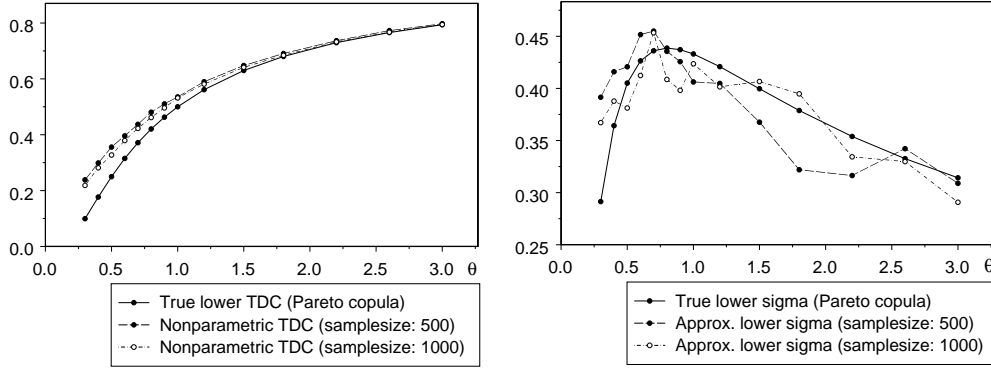 0.8
0.6
0.4
0.2
0.0
0.0 0.5 1.0 1.5 2.0 2.5 3.0 θ
True lower TDC (Pareto copula)
Nonparametric TDC (samplesize: 500)
Nonparametric TDC (samplesize: 1000)
0.45
0.40
0.35
0.30
0.25
0.0 0.5 1.0 1.5 2.0 2.5 3.0 θ
True lower sigma (Pareto copula)
Approx. lower sigma (samplesize: 500)
Approx. lower sigma (samplesize: 1000)